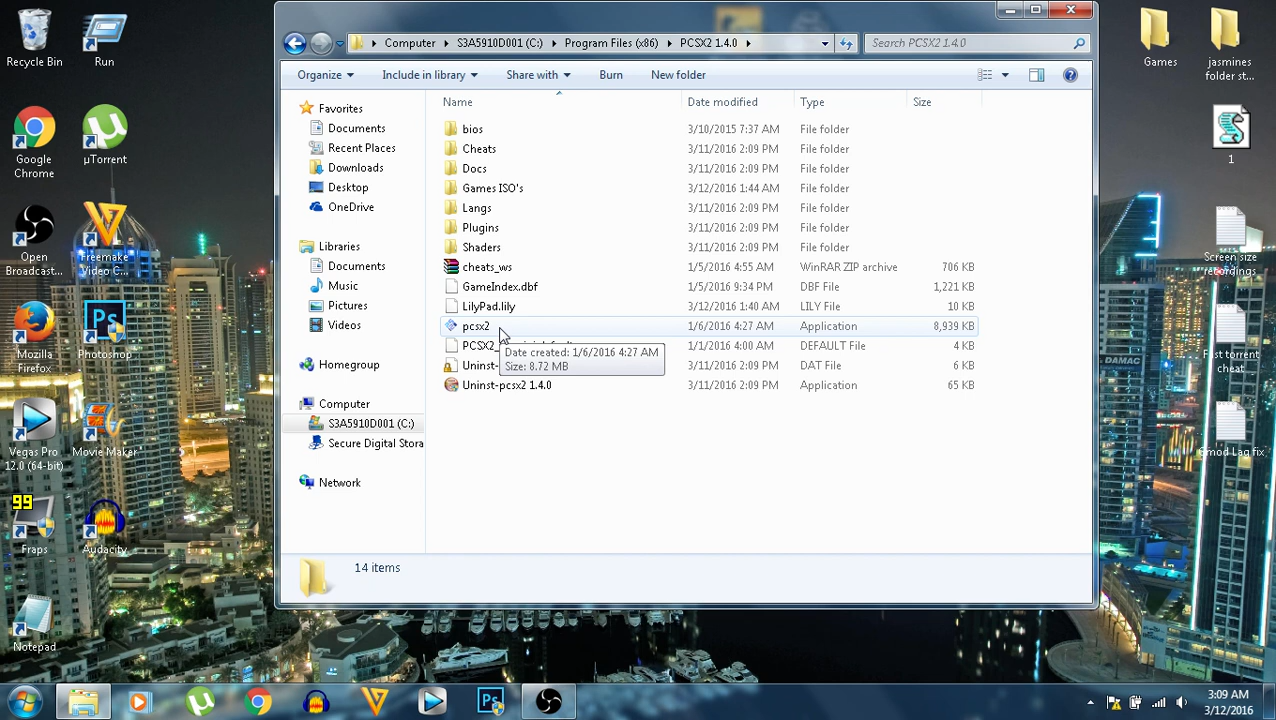 Recycle Bin
Run
Google
Chrome
µTorrent
Open
Broadcast...
Freemake
Video C...
Mozilla
Firefox
Photoshop
Vegas Pro
12.0 (64-bit)
Movie Maker
99
Fraps
Audacity
Notepad
Computer
S3A5910D001 (C:)
Program Files (x86)
PCSX2 1.4.0
Search PCSX2 1.4.0
Organize
Include in library
Share with
Burn
New folder
Favorites
Documents
Recent Places
Downloads
Desktop
OneDrive
Libraries
Documents
Music
Pictures
Videos
Homegroup
Computer
S3A5910D001 (C:)
Secure Digital Stora
Network
Name Date modified Type Size
bios 3/10/2015 7:37 AM File folder
Cheats 3/11/2016 2:09 PM File folder
Docs 3/11/2016 2:09 PM File folder
Games ISO's 3/12/2016 1:44 AM File folder
Langs 3/11/2016 2:09 PM File folder
Plugins 3/11/2016 2:09 PM File folder
Shaders 3/11/2016 2:09 PM File folder
cheats_ws 1/5/2016 4:55 AM WinRAR ZIP archive 706 KB
GameIndex.dbf 1/5/2016 9:34 PM DBF File 1,221 KB
LilyPad.lily 3/12/2016 1:40 AM LILY File 10 KB
pcsx2 1/6/2016 4:27 AM Application 8,939 KB
PCSX2_ 1/1/2016 4:00 AM DEFAULT File 4 KB
Uninst- 3/11/2016 2:09 PM DAT File 6 KB
Uninst-pcsx2 1.4.0 3/11/2016 2:09 PM Application 65 KB
Date created: 1/6/2016 4:27 AM
Size: 8.72 MB
14 items
Games
jasmines
folder st...
1
Screen size
recordings
Fast torrent
cheat
Gmod Lag fix
DAMAC
Ps
3:09 AM
3/12/2016